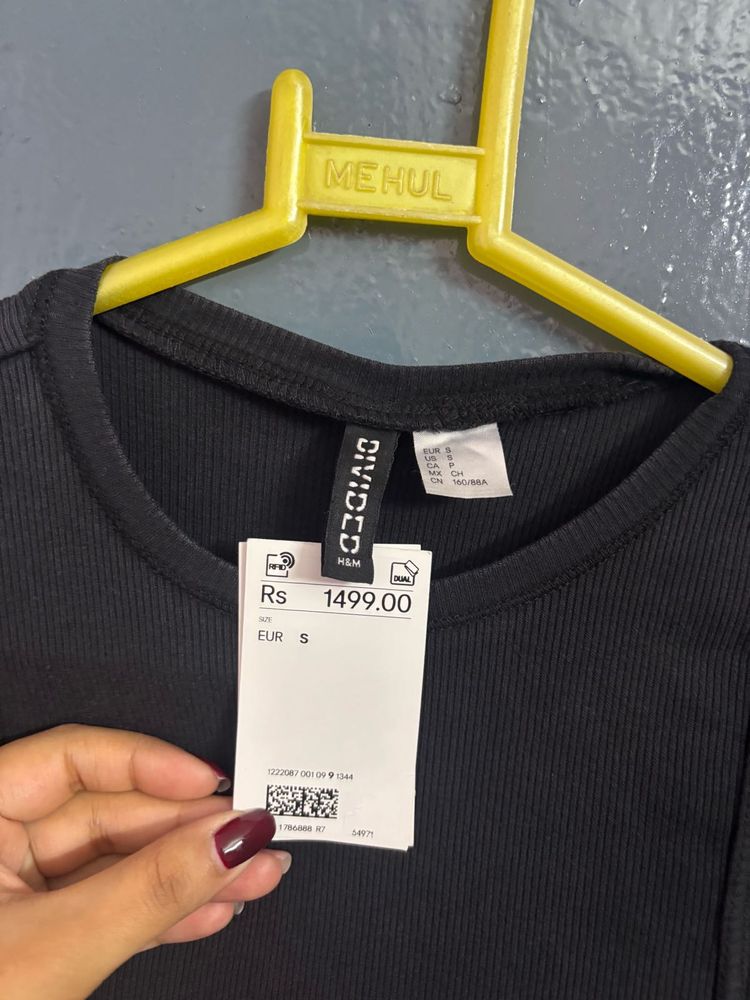 MEHUL
DIVIDED
H&M
EUR S
US S
CA P
MX CH
CN 160/88A
RFID
DUAL
Rs 1499.00
SIZE
EUR S
1222087 001 09 9 1344
1786888 R7 54971